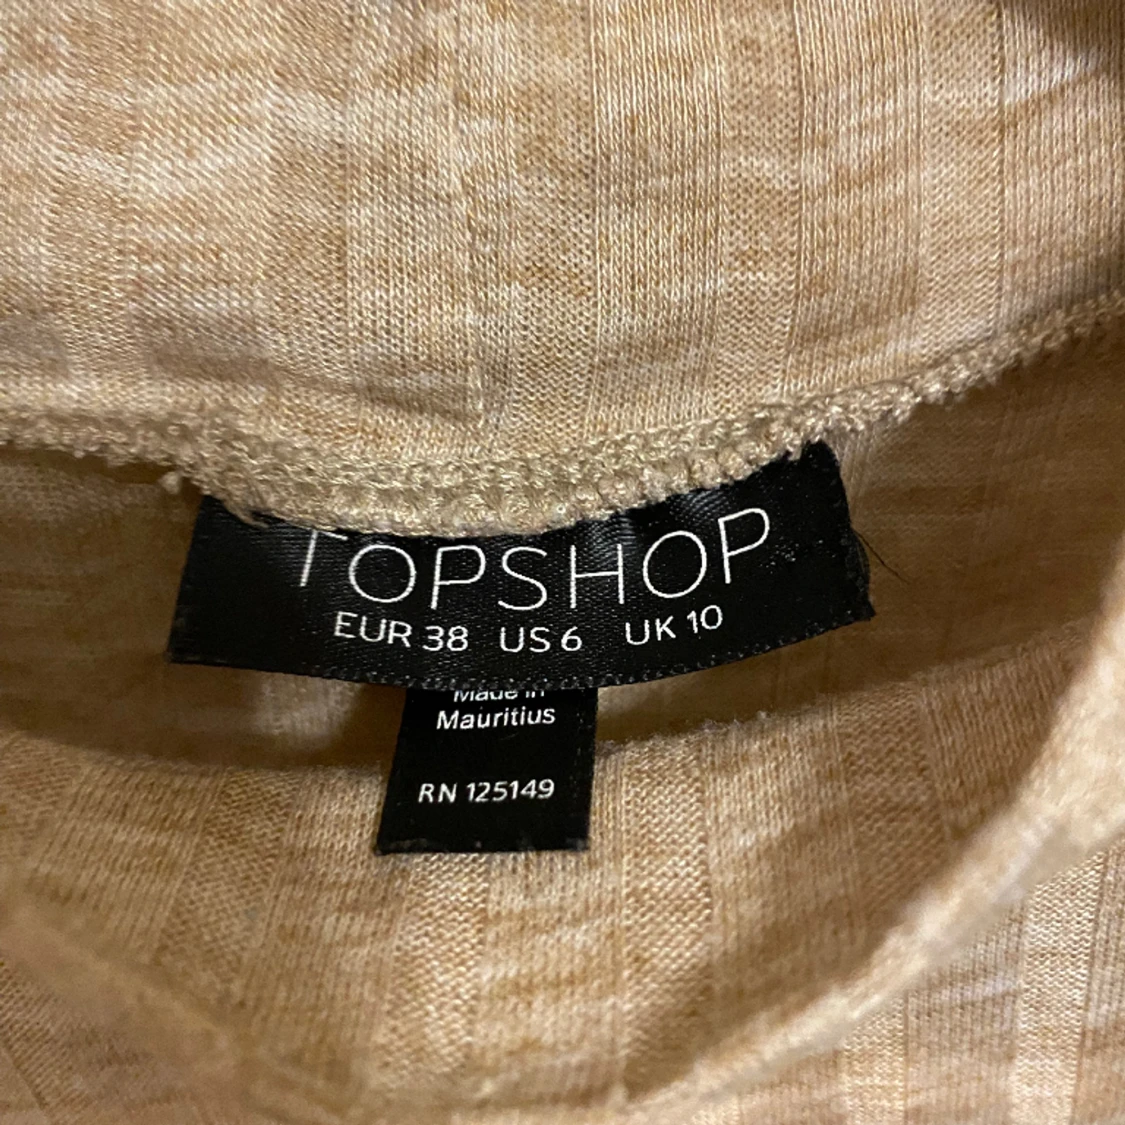 TOPSHOP
EUR 38 US 6 UK 10
Made in
Mauritius
RN 125149